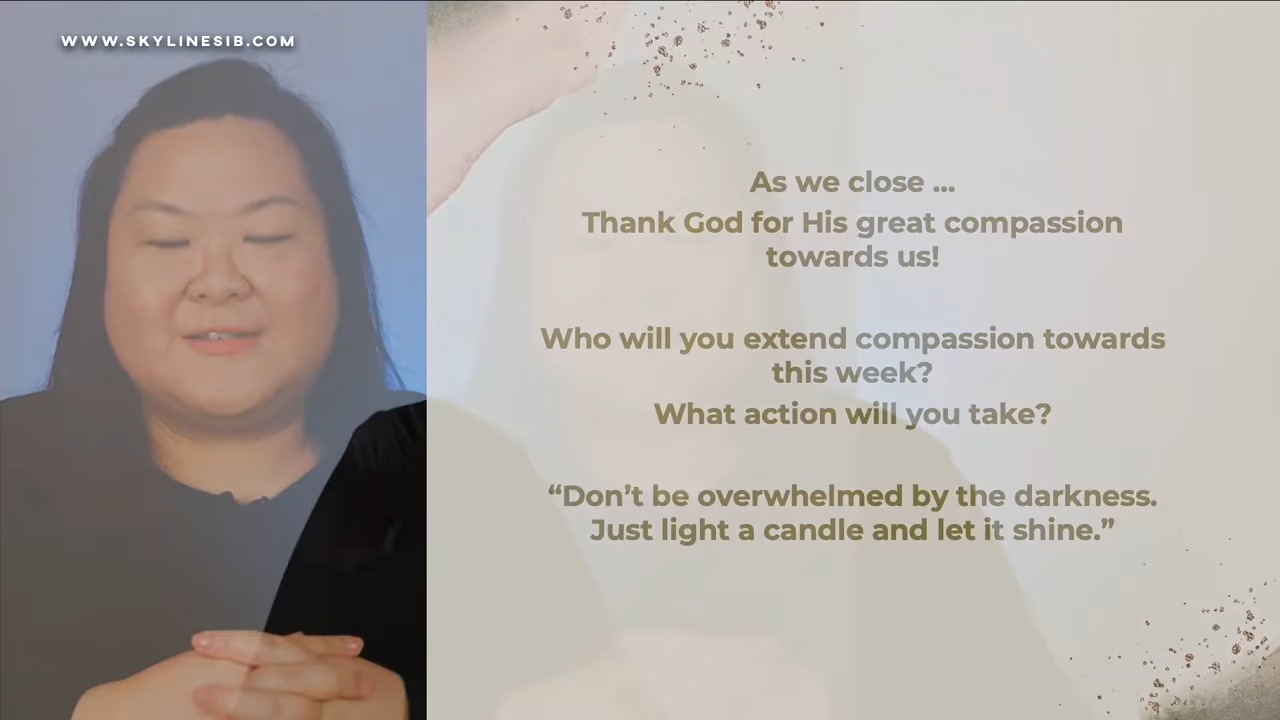 WWW.SKYLINESIB.COM
As we close ...
Thank God for His great compassion
towards us!
Who will you extend compassion towards
this week?
What action will you take?
“Don’t be overwhelmed by the darkness.
Just light a candle and let it shine.”